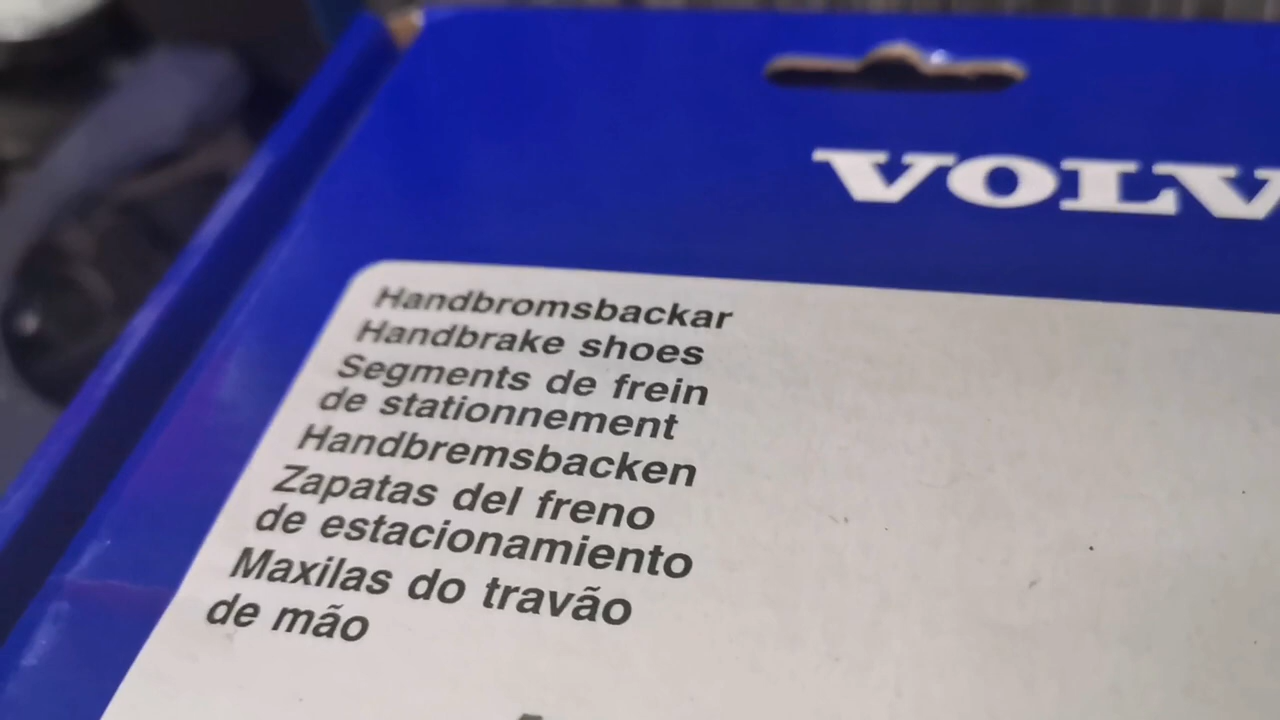 VOLV
Handbromsbackar
Handbrake shoes
Segments de frein
de stationnement
Handbremsbacken
Zapatas del freno
de estacionamiento
Maxilas do travão
de mão